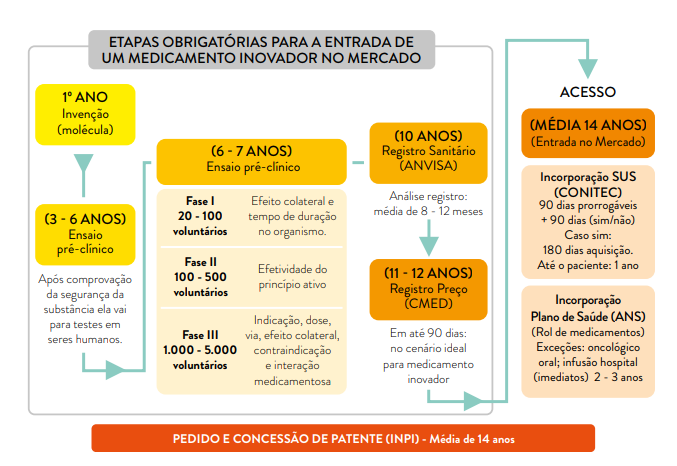 ETAPAS OBRIGATÓRIAS PARA A ENTRADA DE
UM MEDICAMENTO INOVADOR NO MERCADO
1º ANO
Invenção
(molécula)
(3 - 6 ANOS)
Ensaio
pré-clínico
Após comprovação
da segurança da
substância ela vai
para testes em
seres humanos.
(6 - 7 ANOS)
Ensaio pré-clínico
Fase I
20 - 100
voluntários
Efeito colateral e
tempo de duração
no organismo.
Fase II
100 - 500
voluntários
Efetividade do
princípio ativo
Fase III
1.000 - 5.000
voluntários
Indicação, dose,
via, efeito colateral,
contraindicação
e interação
medicamentosa
(10 ANOS)
Registro Sanitário
(ANVISA)
Análise registro:
média de 8 - 12 meses
(11 - 12 ANOS)
Registro Preço
(CMED)
Em até 90 dias:
no cenário ideal
para medicamento
inovador
ACESSO
(MÉDIA 14 ANOS)
(Entrada no Mercado)
Incorporação SUS
(CONITEC)
90 dias prorrogáveis
+ 90 dias (sim/não)
Caso sim:
180 dias aquisição.
Até o paciente: 1 ano
Incorporação
Plano de Saúde (ANS)
(Rol de medicamentos)
Exceções: oncológico
oral; infusão hospital
(imediatos) 2 - 3 anos
PEDIDO E CONCESSÃO DE PATENTE (INPI) - Média de 14 anos